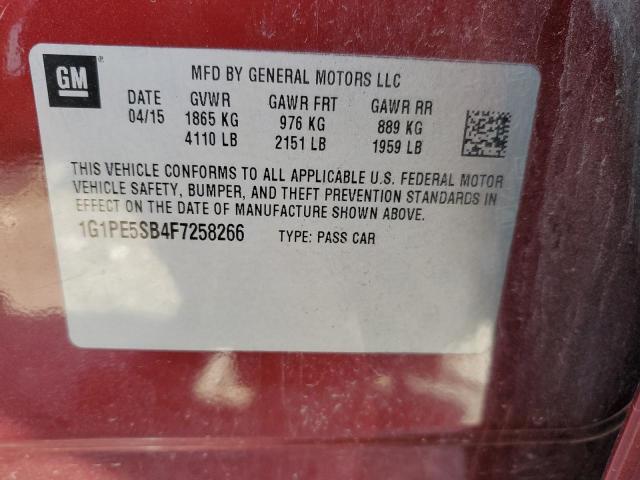 GM
MFD BY GENERAL MOTORS LLC
DATE GVWR GAWR FRT GAWR RR
04/15 1865 KG 976 KG 889 KG
4110 LB 2151 LB 1959 LB
THIS VEHICLE CONFORMS TO ALL APPLICABLE U.S. FEDERAL MOTOR
VEHICLE SAFETY, BUMPER, AND THEFT PREVENTION STANDARDS IN
EFFECT ON THE DATE OF MANUFACTURE SHOWN ABOVE.
1G1PE5SB4F7258266 TYPE: PASS CAR